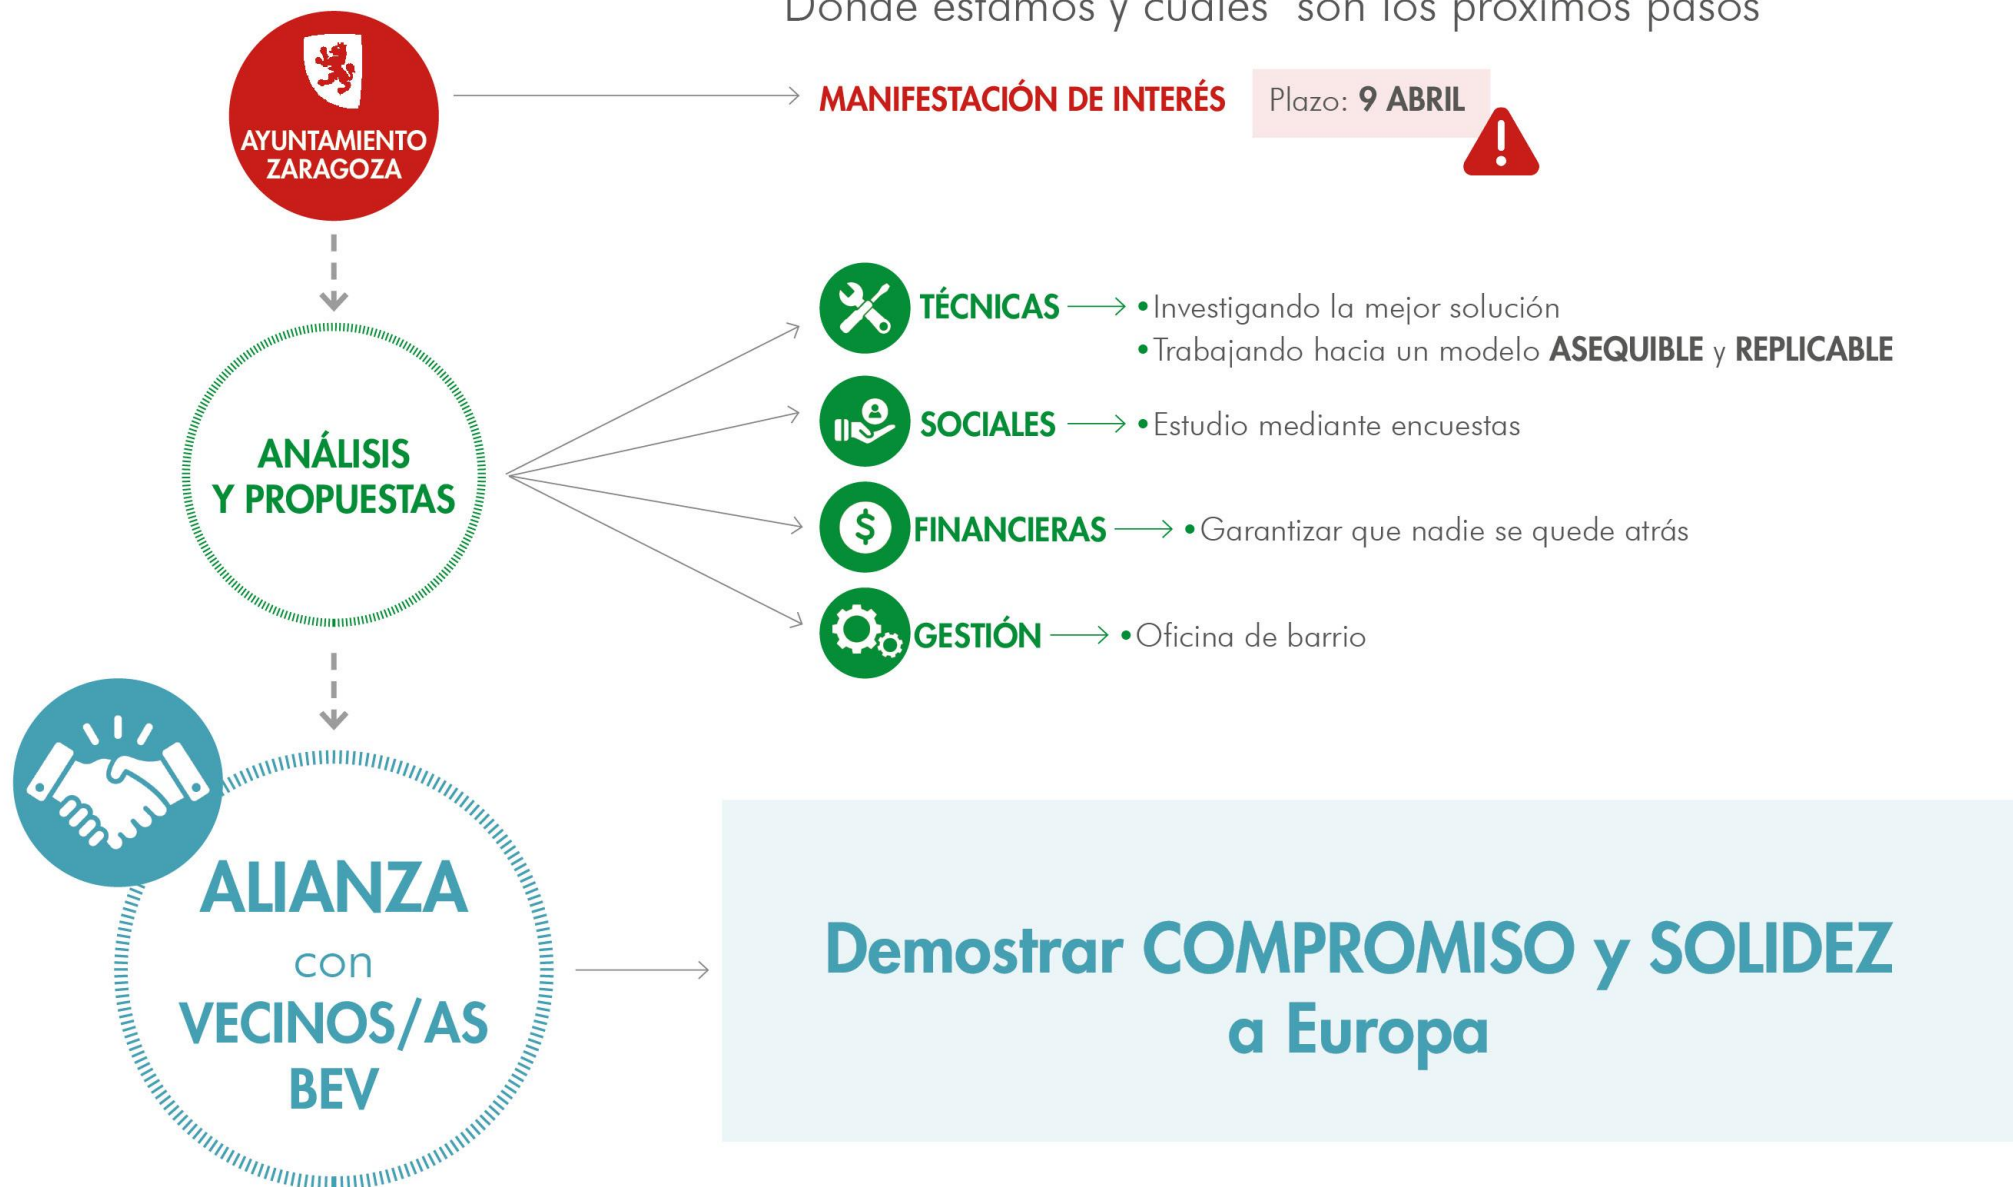 Dónde estamos y cuáles son los próximos pasos
AYUNTAMIENTO
ZARAGOZA
MANIFESTACIÓN DE INTERÉS
Plazo: 9 ABRIL
ANÁLISIS
Y PROPUESTAS
TÉCNICAS
•Investigando la mejor solución
•Trabajando hacia un modelo ASEQUIBLE y REPLICABLE
SOCIALES
•Estudio mediante encuestas
FINANCIERAS
•Garantizar que nadie se quede atrás
GESTIÓN
•Oficina de barrio
ALIANZA
con
VECINOS/AS
BEV
Demostrar COMPROMISO y SOLIDEZ
a Europa